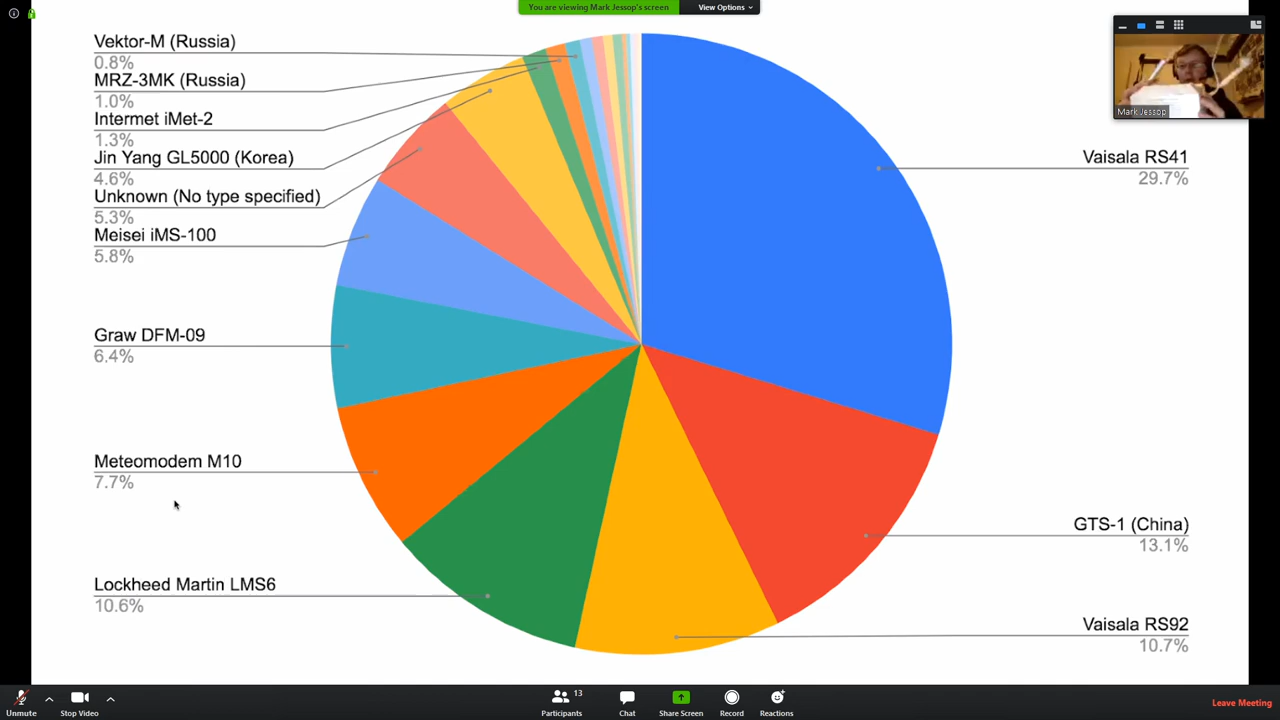 You are viewing Mark Jessop's screen
View Options
Mark Jessop
Vektor-M (Russia)
0.8%
MRZ-3MK (Russia)
1.0%
Internet iMet-2
1.3%
Jin Yang GL5000 (Korea)
4.6%
Unknown (No type specified)
5.3%
Meisei iMS-100
5.8%
Graw DFM-09
6.4%
Meteomodem M10
7.7%
Lockheed Martin LMS6
10.6%
Vaisala RS41
29.7%
GTS-1 (China)
13.1%
Vaisala RS92
10.7%
Unmute
Stop Video
13
Participants
Chat
Share Screen
Record
Reactions
Leave Meeting